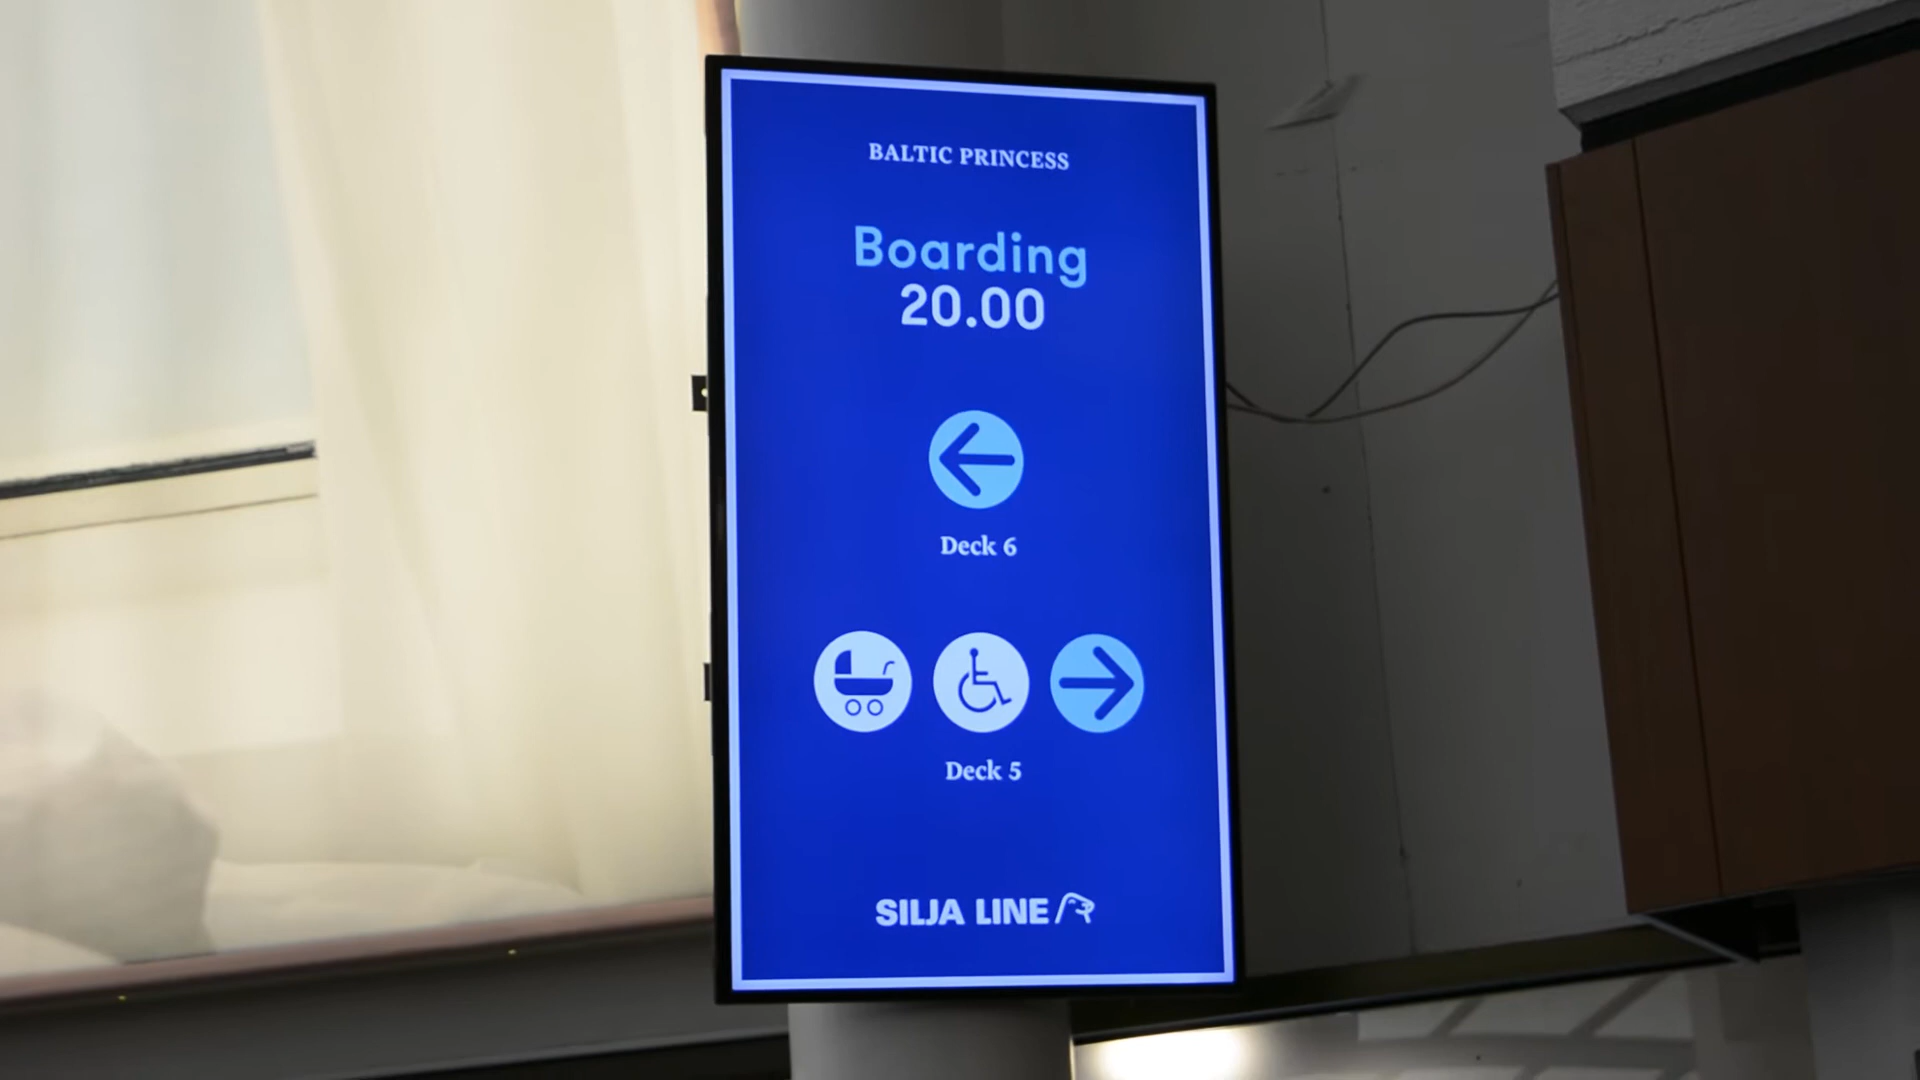 BALTIC PRINCESS
Boarding
20.00
Deck 6
Deck 5
SILJA LINE